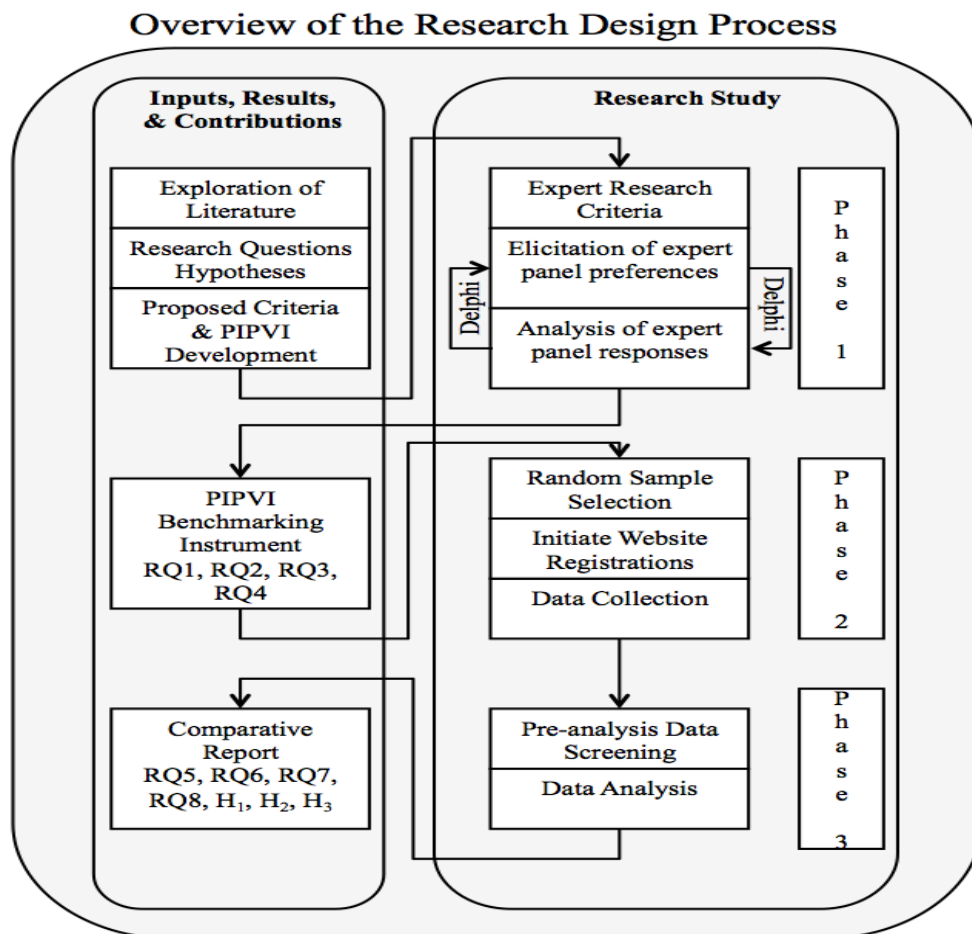 Overview of the Research Design Process
Inputs, Results,
& Contributions
Exploration of
Literature
Research Questions
Hypotheses
Proposed Criteria
& PIPVI
Development
PIPVI
Benchmarking
Instrument
RQ1, RQ2, RQ3,
RQ4
Comparative
Report
RQ5, RQ6, RQ7,
RQ8, H₁, H₂, H₃
Research Study
Expert Research
Criteria
Elicitation of expert
panel preferences
Analysis of expert
panel responses
Delphi
Delphi
Phase 1
Random Sample
Selection
Initiate Website
Registrations
Data Collection
Phase 2
Pre-analysis Data
Screening
Data Analysis
Phase 3